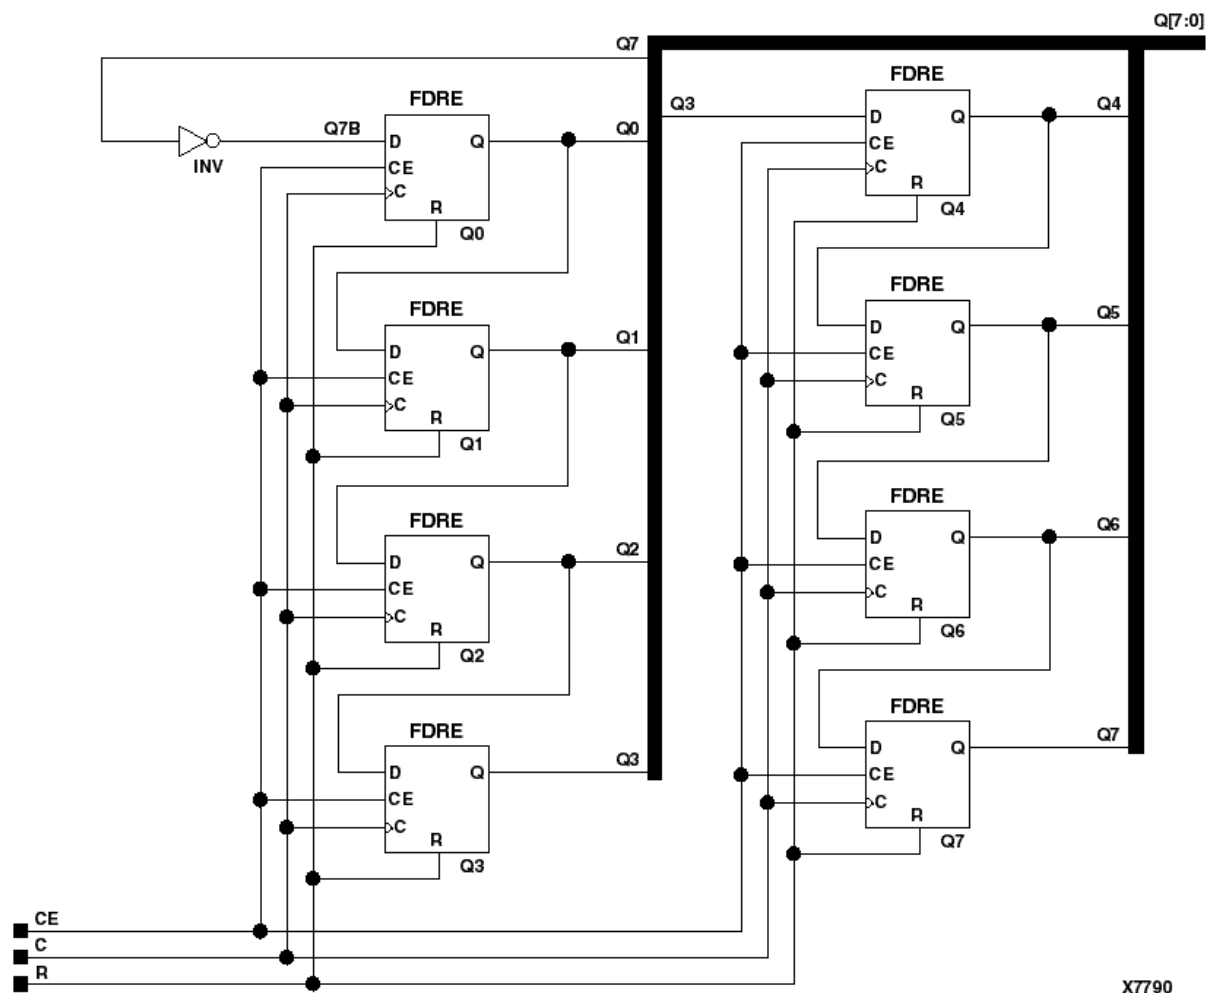 Q[7:0]
Q7
FDRE
Q7B
INV
D
CE
C
R
Q
Q0
Q0
FDRE
D
CE
C
R
Q
Q1
Q1
FDRE
D
CE
C
R
Q
Q2
Q2
FDRE
D
CE
C
R
Q
Q3
Q3
Q3
FDRE
D
CE
C
R
Q
Q4
Q4
FDRE
D
CE
C
R
Q
Q5
Q5
FDRE
D
CE
C
R
Q
Q6
Q6
FDRE
D
CE
C
R
Q
Q7
Q7
CE
C
R
X7790